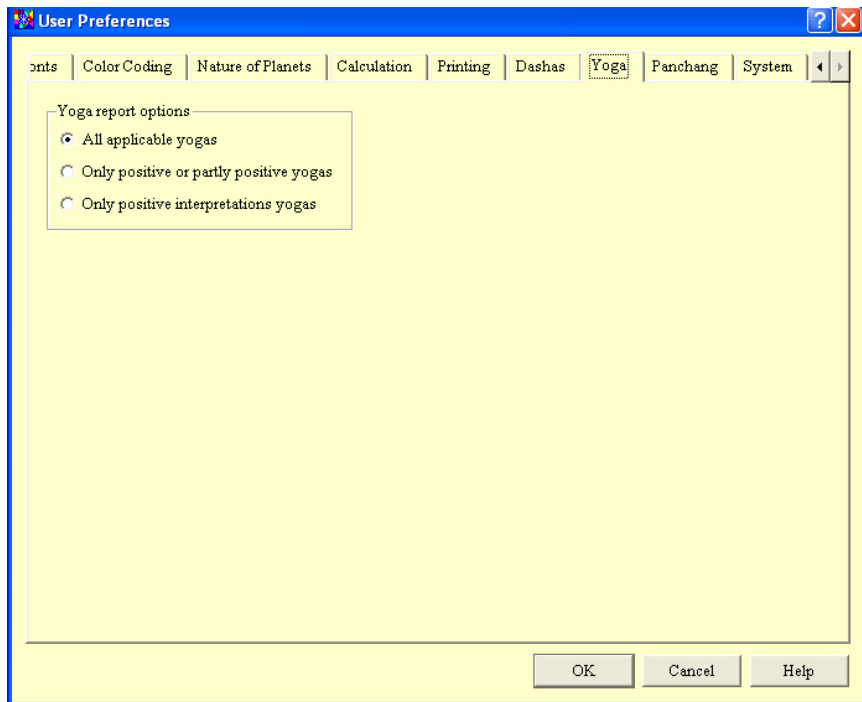 User Preferences
onts Color Coding Nature of Planets Calculation Printing Dashas Yoga Panchang System
Yoga report options
All applicable yogas
Only positive or partly positive yogas
Only positive interpretations yogas
OK Cancel Help